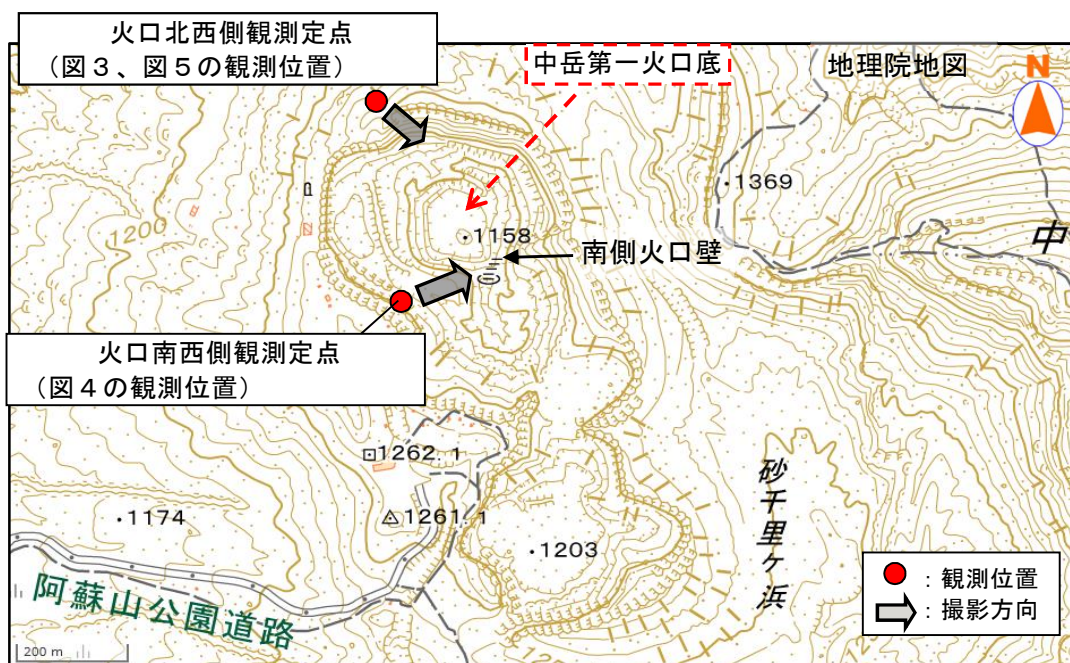 火口北西側観測定点
(図3、図5の観測位置)
中岳第一火口底
地理院地図
N
1369
1200
1158
中
南側火口壁
火口南西側観測定点
(図4の観測位置)
1262.1
砂千里ヶ浜
1174
1261.1
1203
阿蘇山公園道路
:観測位置
:撮影方向
200 m